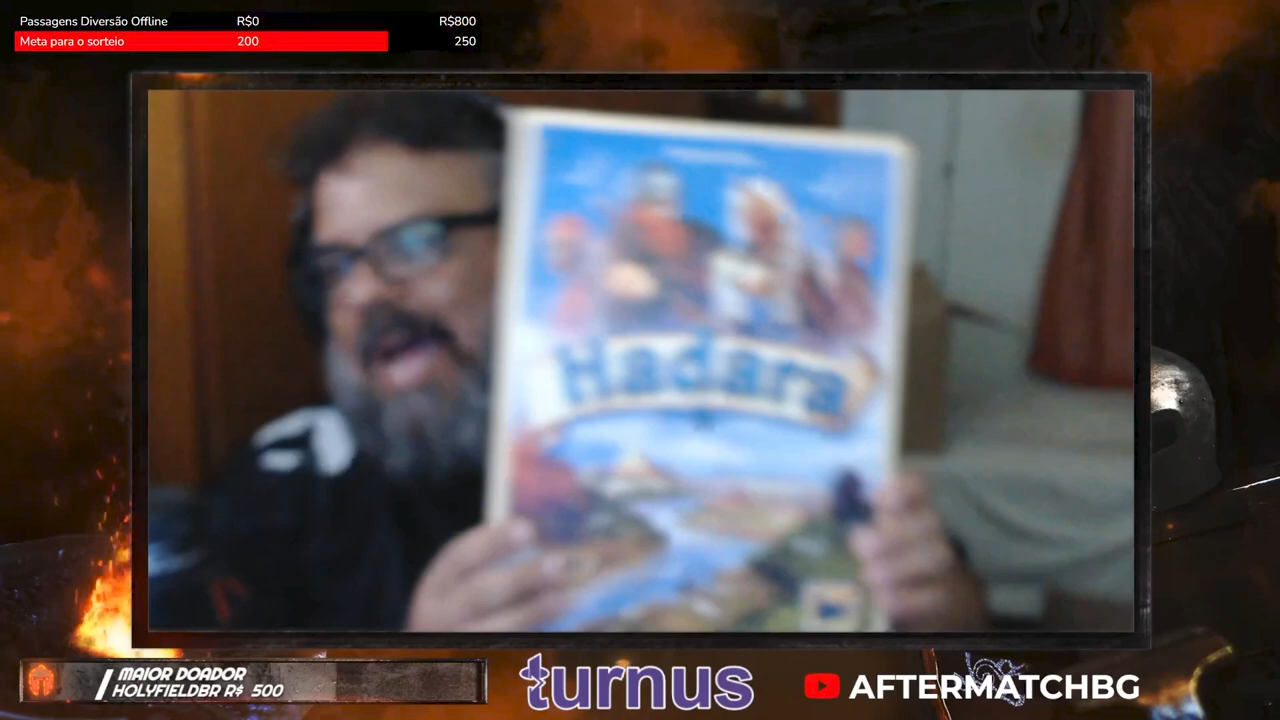 Passagens Diversão Offline R$0 R$800
Meta para o sorteio 200 250
Hadara
MAIOR DOADOR
HOLYFIELDBR R$ 500
turnus
AFTERMATCHBG